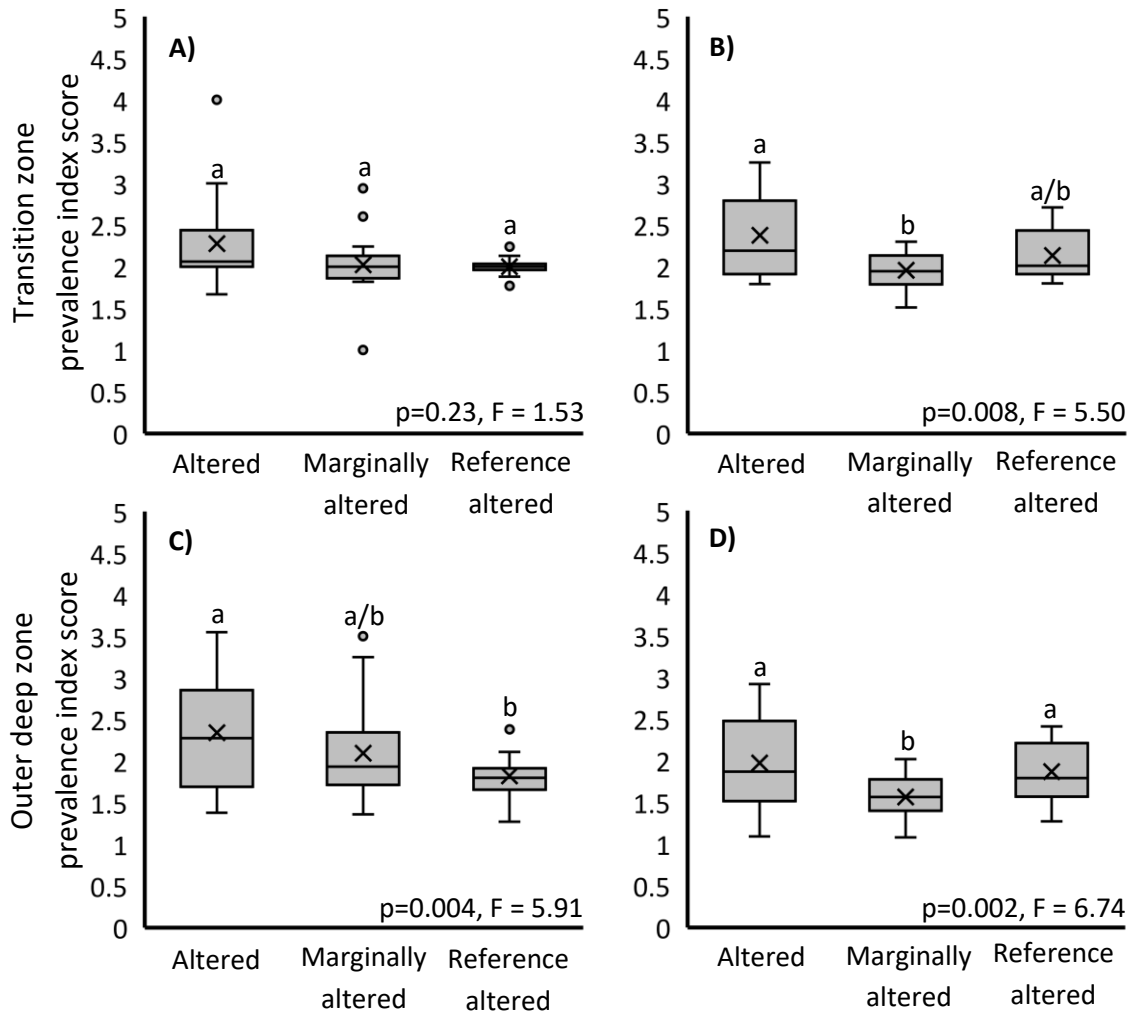 Transition zone
prevalence index score
5
4.5
4
3.5
3
2.5
2
1.5
1
0.5
0
A)
a
a
a
p=0.23, F = 1.53
Altered
Marginally
altered
Reference
altered
5
4.5
4
3.5
3
2.5
2
1.5
1
0.5
0
B)
a
b
a/b
p=0.008, F = 5.50
Altered
Marginally
altered
Reference
altered
Outer deep zone
prevalence index score
5
4.5
4
3.5
3
2.5
2
1.5
1
0.5
0
C)
a
a/b
b
p=0.004, F = 5.91
Altered
Marginally
altered
Reference
altered
5
4.5
4
3.5
3
2.5
2
1.5
1
0.5
0
D)
a
b
a
p=0.002, F = 6.74
Altered
Marginally
altered
Reference
altered